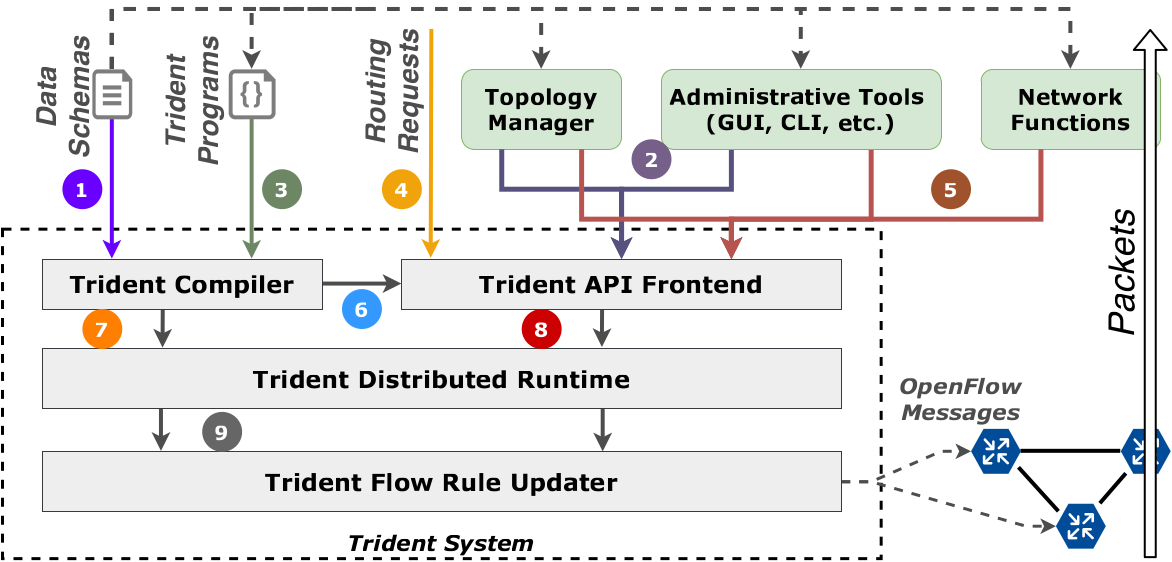 Data
Schemas
Trident
Programs
{}
Routing
Requests
Topology
Manager
Administrative Tools
(GUI, CLI, etc.)
Network
Functions
1
3
4
2
5
Packets
Trident Compiler
Trident API Frontend
6
7
8
Trident Distributed Runtime
OpenFlow
Messages
9
Trident Flow Rule Updater
Trident System